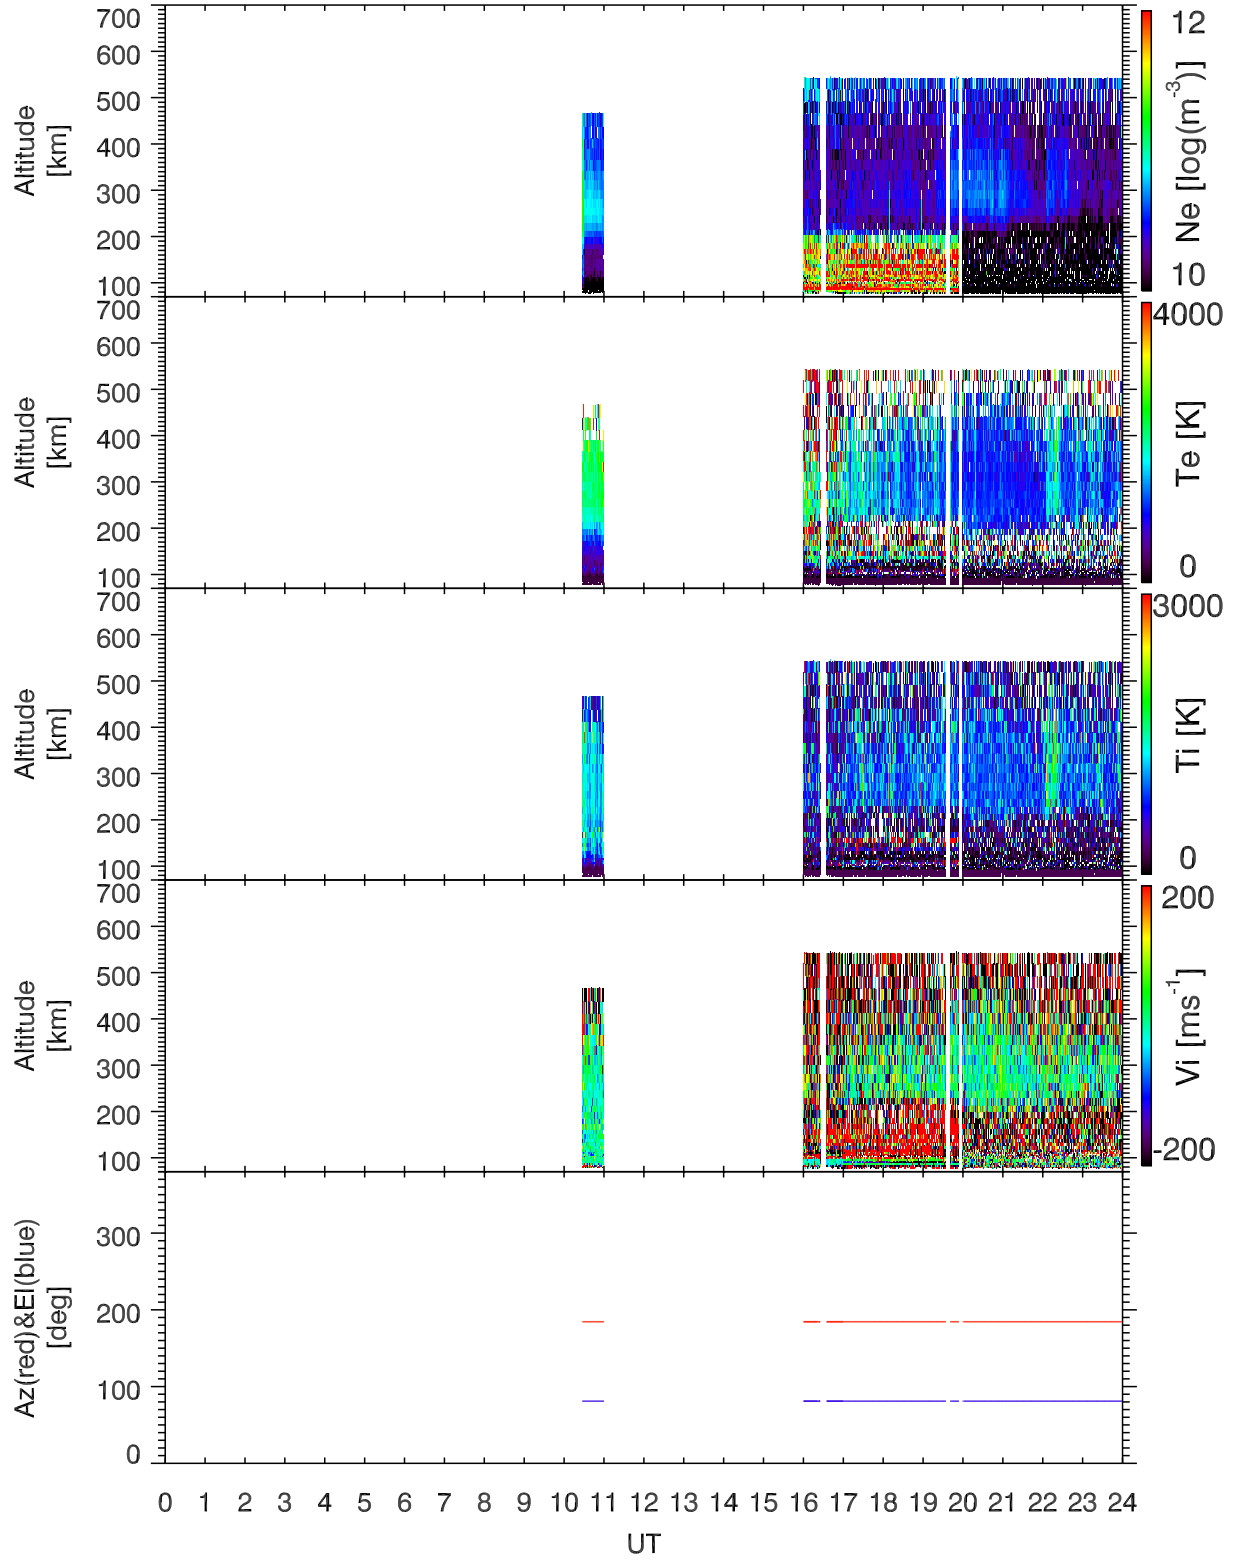 700
600
500
400
300
200
100
Altitude
[km]
12
10
Ne [log(m⁻³)]
700
600
500
400
300
200
100
Altitude
[km]
4000
0
Te [K]
700
600
500
400
300
200
100
Altitude
[km]
3000
0
Ti [K]
700
600
500
400
300
200
100
Altitude
[km]
200
-200
Vi [ms⁻¹]
300
200
100
0
Az(red)&El(blue)
[deg]
0 1 2 3 4 5 6 7 8 9 10 11 12 13 14 15 16 17 18 19 20 21 22 23 24
UT